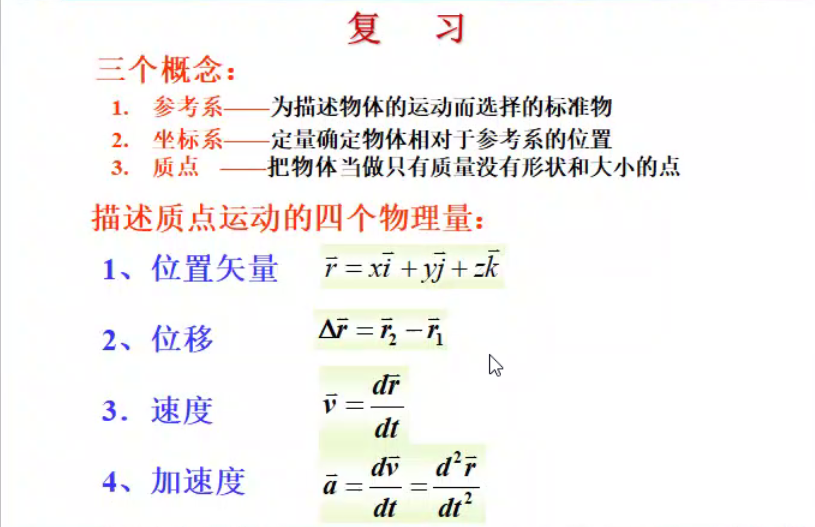 复 习
三个概念：
1. 参考系——为描述物体的运动而选择的标准物
2. 坐标系——定量确定物体相对于参考系的位置
3. 质点 ——把物体当做只有质量没有形状和大小的点
描述质点运动的四个物理量：
1、位置矢量 $\vec{r} = x\vec{i} + y\vec{j} + z\vec{k}$
2、位移 $\Delta\vec{r} = \vec{r}_2 - \vec{r}_1$
3．速度 $\vec{v} = \frac{d\vec{r}}{dt}$
4、加速度 $\vec{a} = \frac{d\vec{v}}{dt} = \frac{d^2\vec{r}}{dt^2}$